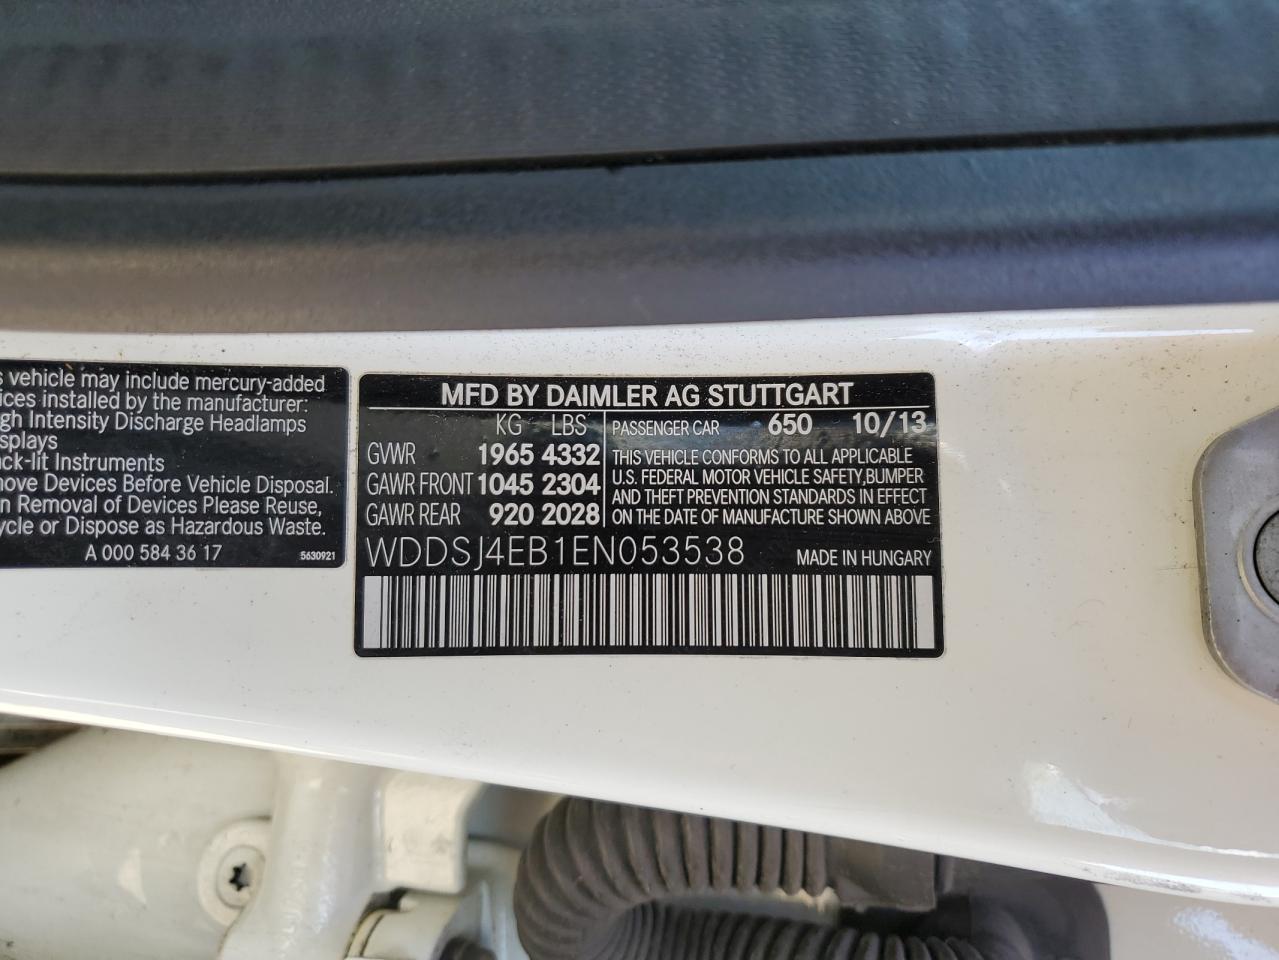 s vehicle may include mercury-added
ices installed by the manufacturer:
gh Intensity Discharge Headlamps
splays
ck-lit Instruments
move Devices Before Vehicle Disposal.
on Removal of Devices Please Reuse,
cycle or Dispose as Hazardous Waste.
A 000 584 36 17 5630921
MFD BY DAIMLER AG STUTTGART
KG LBS
GVWR 1965 4332
GAWR FRONT 1045 2304
GAWR REAR 920 2028
PASSENGER CAR 650 10/13
THIS VEHICLE CONFORMS TO ALL APPLICABLE
U.S. FEDERAL MOTOR VEHICLE SAFETY,BUMPER
AND THEFT PREVENTION STANDARDS IN EFFECT
ON THE DATE OF MANUFACTURE SHOWN ABOVE
WDDSJ4EB1EN053538 MADE IN HUNGARY